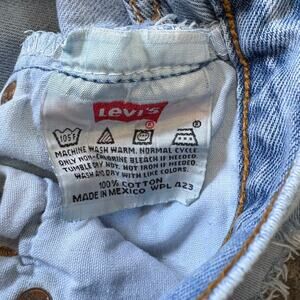 Levi's
®
105F
MACHINE WASH WARM. NORMAL CYCLE
ONLY NON-CHLORINE BLEACH IF NEEDED.
TUMBLE DRY HOT. IRON IF NEEDED.
WASH AND DRY WITH LIKE COLORS.
100% COTTON
MADE IN MEXICO WPL 423